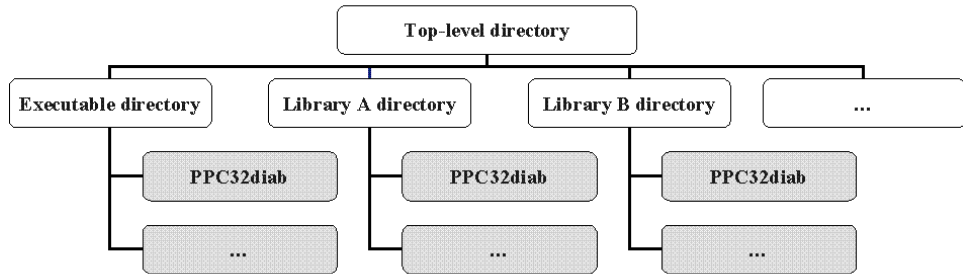 Top-level directory
Executable directory
Library A directory
Library B directory
...
PPC32diab
PPC32diab
PPC32diab
...
...
...